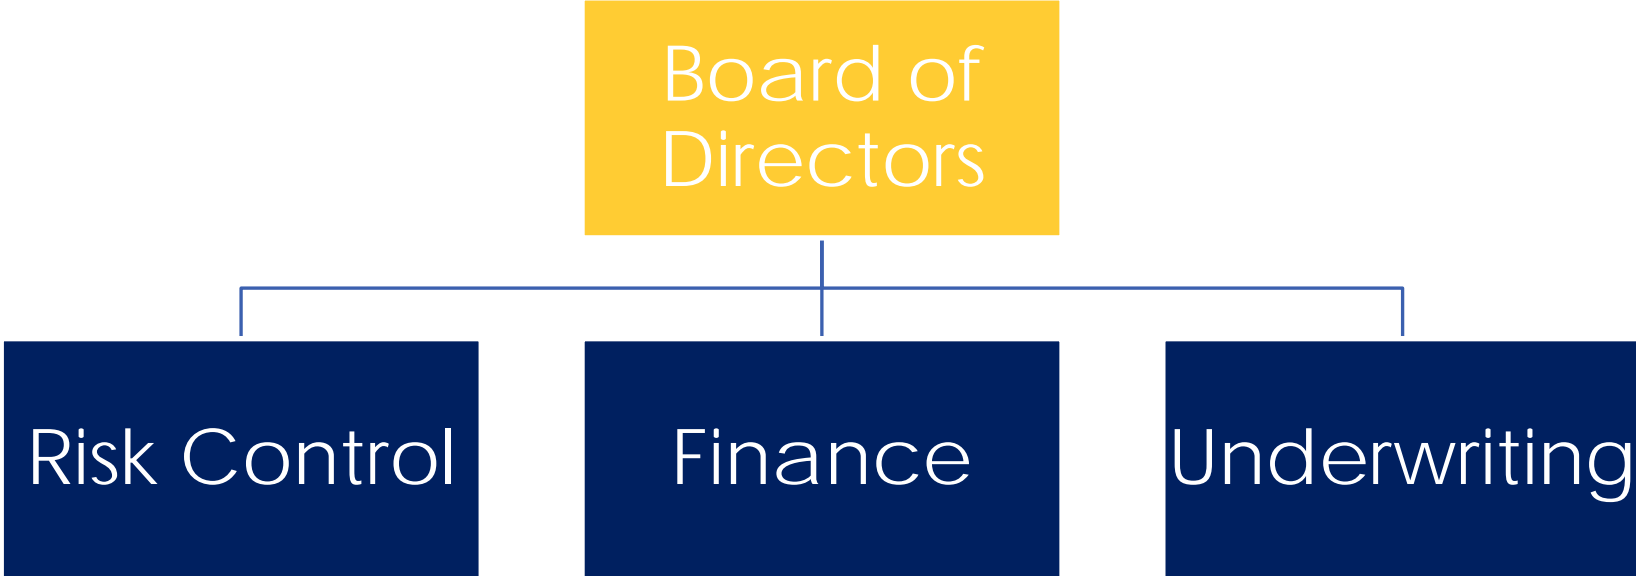 Board of
Directors
Risk Control
Finance
Underwriting